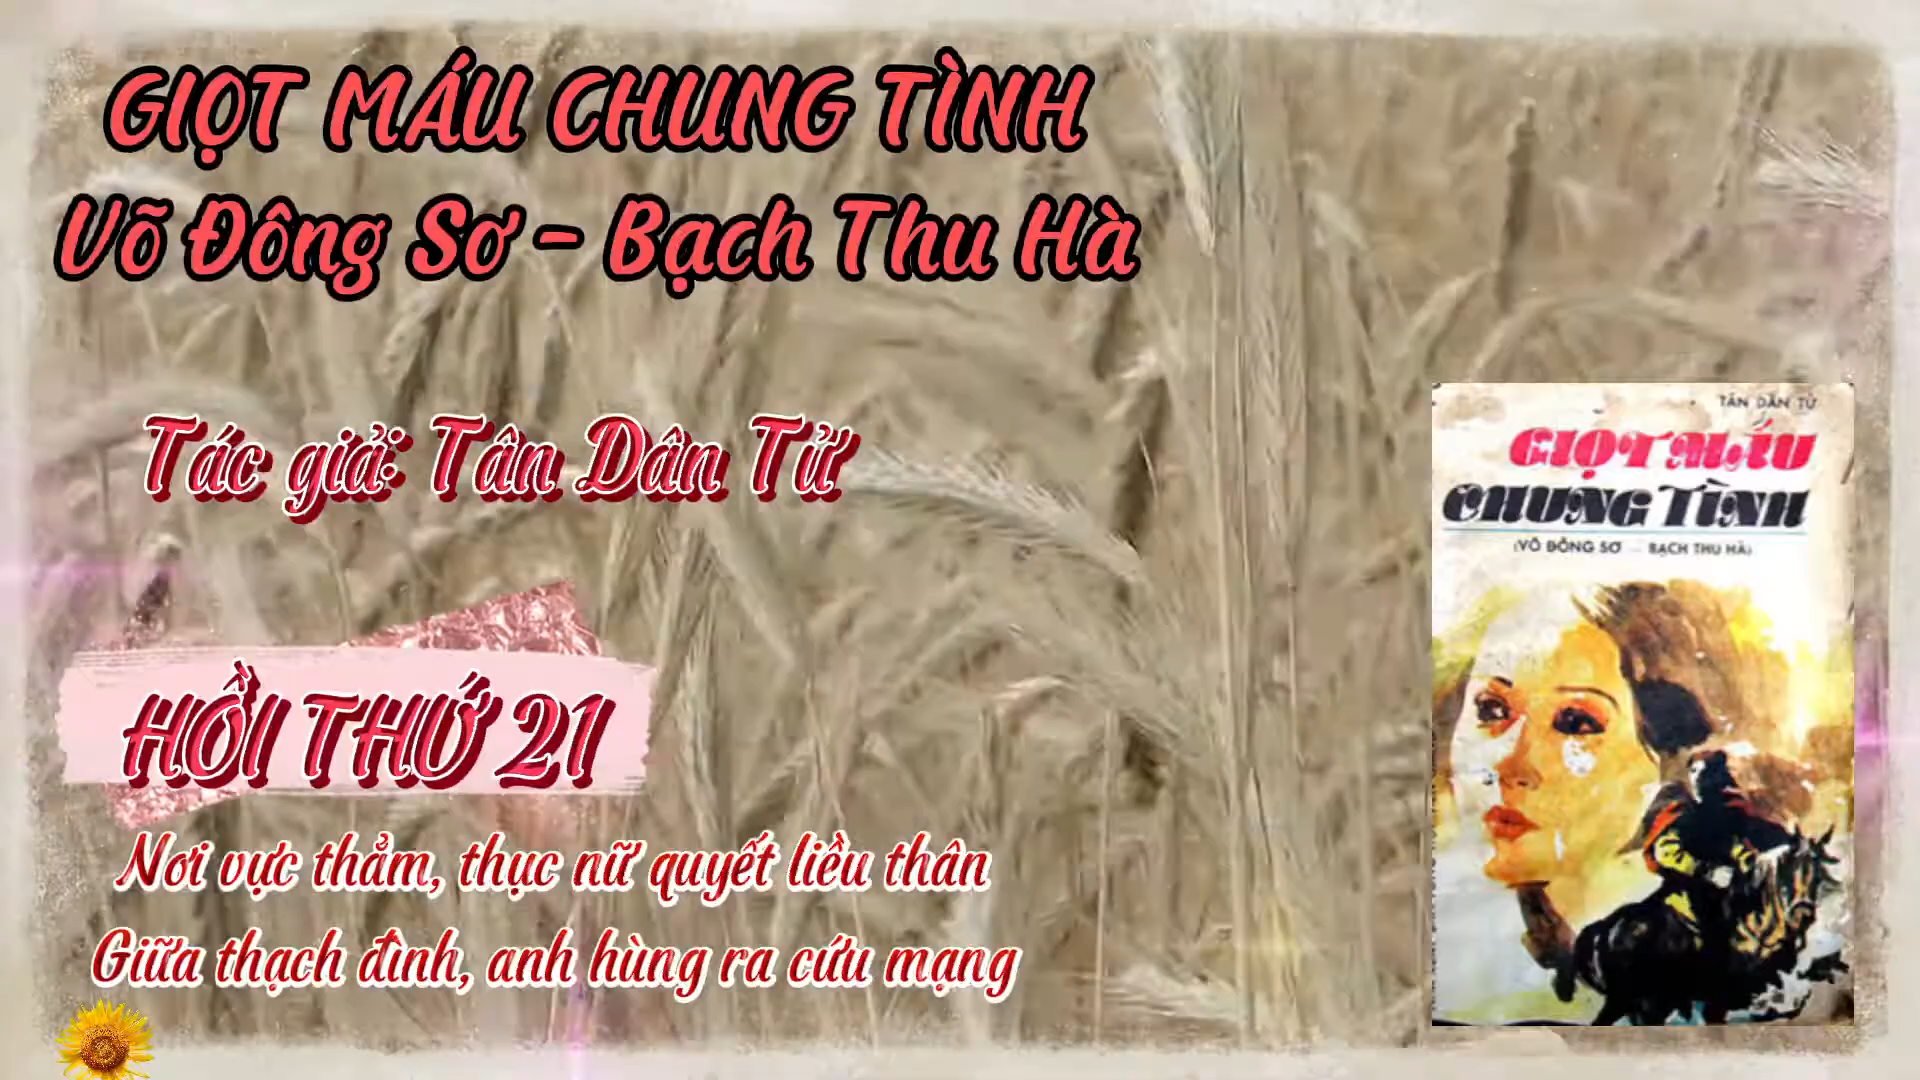 GIỌT MÁU CHUNG TÌNH
Võ Đông Sơ - Bạch Thu Hà
Tác giả: Tân Dân Tử
HỒI THỨ 21
Nơi vực thẳm, thục nữ quyết liều thân
Giữa thạch đình, anh hùng ra cứu mạng
TÂN DÂN TỬ
GIỌT MÁU
CHUNG TÌNH
(VÕ ĐÔNG SƠ - BẠCH THU HÀ)